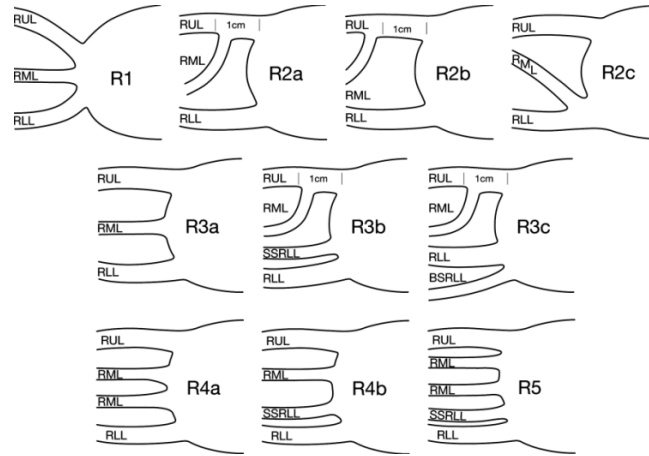 RUL
RML
RLL
R1
RUL
1cm
RML
RLL
R2a
RUL
1cm
RML
RLL
R2b
RUL
RML
RLL
R2c
RUL
RML
RLL
R3a
RUL
1cm
RML
SSRLL
RLL
R3b
RUL
1cm
RML
RLL
BSRLL
R3c
RUL
RML
RML
RLL
R4a
RUL
RML
SSRLL
RLL
R4b
RUL
RML
RML
SSRLL
RLL
R5